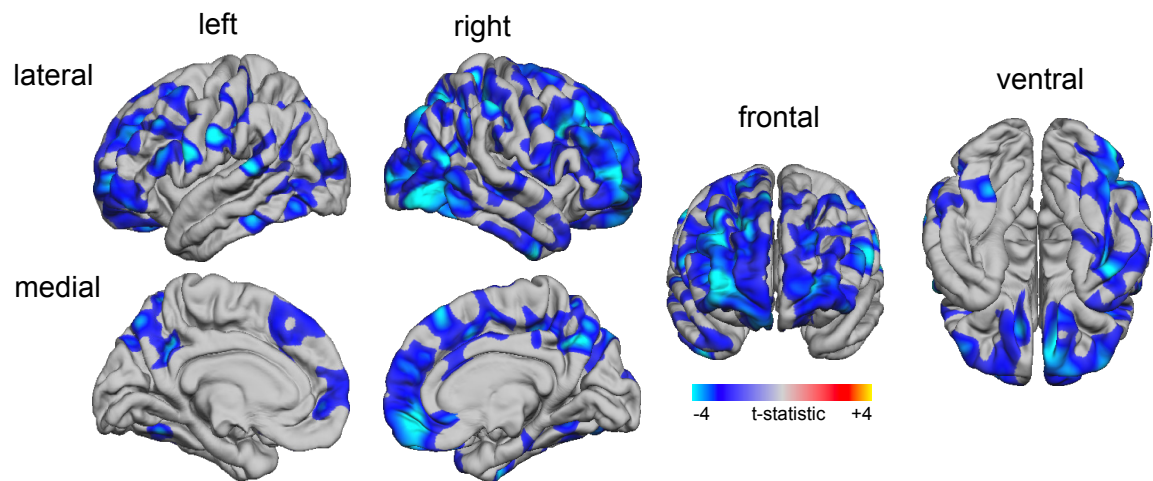 left
right
lateral
ventral
frontal
medial
-4
t-statistic
+4